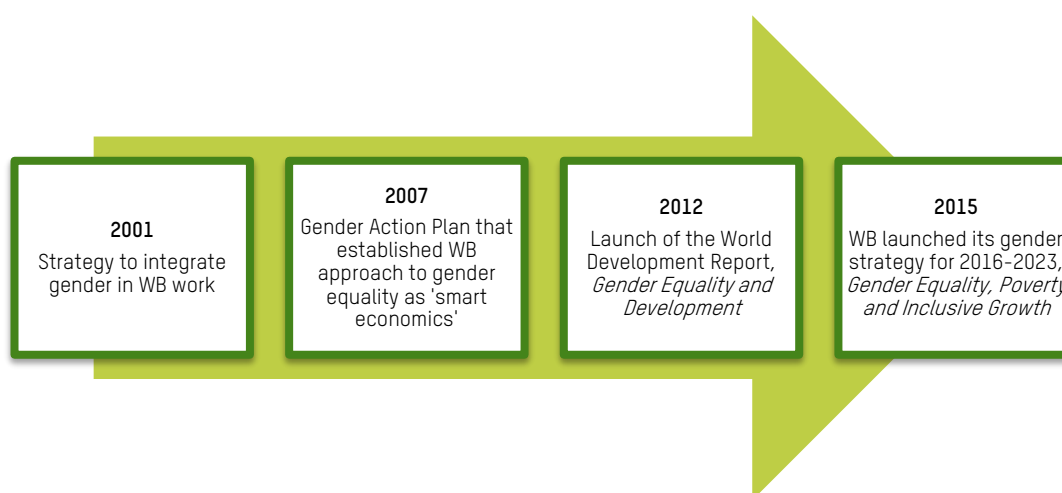 2001
Strategy to integrate
gender in WB work
2007
Gender Action Plan that
established WB
approach to gender
equality as 'smart
economics'
2012
Launch of the World
Development Report,
Gender Equality and
Development
2015
WB launched its gender
strategy for 2016-2023,
Gender Equality, Poverty
and Inclusive Growth